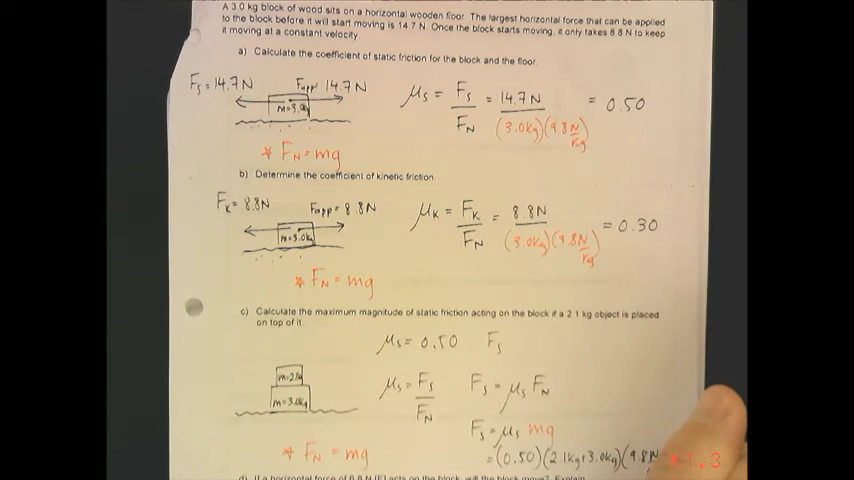 A 3.0 kg block of wood sits on a horizontal wooden floor. The largest horizontal force that can be applied
to the block before it will start moving is 14.7 N. Once the block starts moving, it only takes 8.8 N to keep
it moving at a constant velocity.
a) Calculate the coefficient of static friction for the block and the floor.
Fs = 14.7N Fapp = 14.7N
m=3.0kg
μs = Fs / FN = 14.7N / (3.0kg)(9.8 N/kg) = 0.50
* FN = mg
b) Determine the coefficient of kinetic friction.
FK = 8.8N Fapp = 8.8N
m=3.0kg
μK = FK / FN = 8.8N / (3.0kg)(9.8 N/kg) = 0.30
* FN = mg
c) Calculate the maximum magnitude of static friction acting on the block if a 2.1 kg object is placed
on top of it.
μs = 0.50 Fs
m=3.0kg
μs = Fs / FN Fs = μs FN
Fs = μs mg
* FN = mg
= (0.50)(2.1kg+3.0kg)(9.8N
x1.3